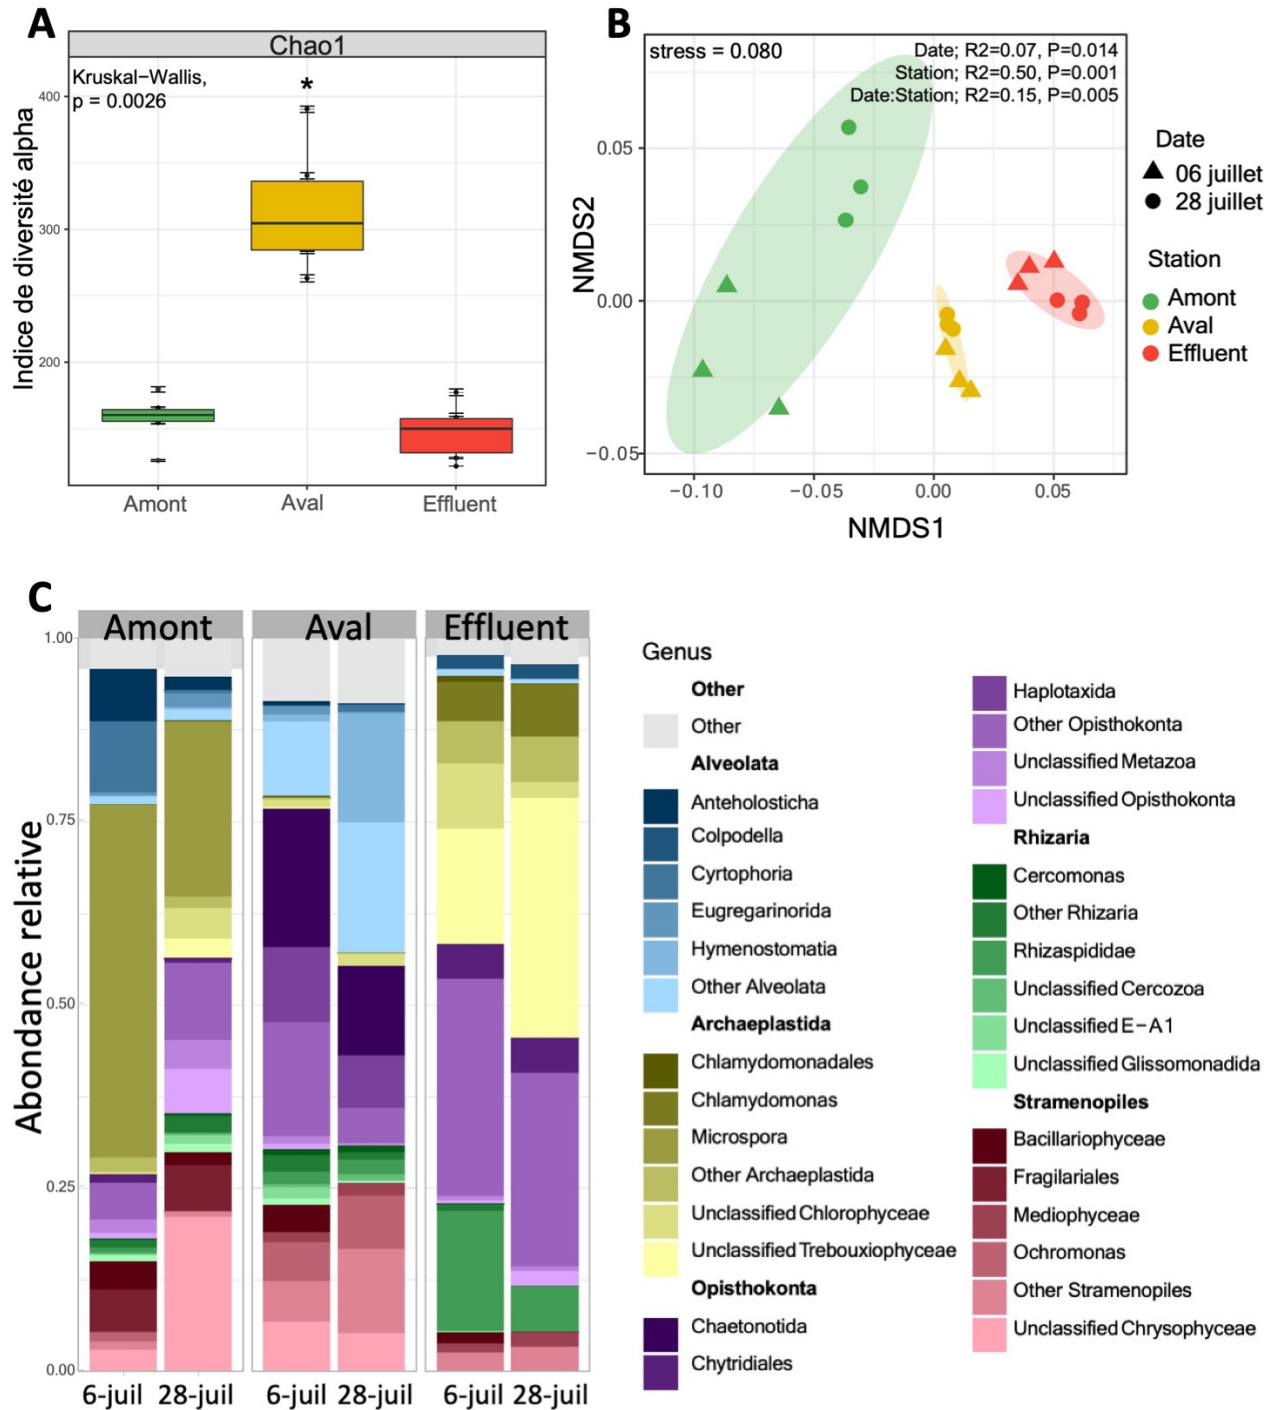 A
Chao1
Kruskal−Wallis,
p = 0.0026
*
Indice de diversité alpha
400
300
200
Amont
Aval
Effluent
B
stress = 0.080
Date; R2=0.07, P=0.014
Station; R2=0.50, P=0.001
Date:Station; R2=0.15, P=0.005
NMDS2
0.05
0.00
−0.05
−0.10
−0.05
0.00
0.05
NMDS1
Date
06 juillet
28 juillet
Station
Amont
Aval
Effluent
C
Amont
Aval
Effluent
Abondance relative
1.00
0.75
0.50
0.25
0.00
6-juil
28-juil
6-juil
28-juil
6-juil
28-juil
Genus
Other
Other
Alveolata
Anteholosticha
Colpodella
Cyrtophoria
Eugregarinorida
Hymenostomatia
Other Alveolata
Archaeplastida
Chlamydomonadales
Chlamydomonas
Microspora
Other Archaeplastida
Unclassified Chlorophyceae
Unclassified Trebouxiophyceae
Opisthokonta
Chaetonotida
Chytridiales
Haplotaxida
Other Opisthokonta
Unclassified Metazoa
Unclassified Opisthokonta
Rhizaria
Cercomonas
Other Rhizaria
Rhizaspididae
Unclassified Cercozoa
Unclassified E−A1
Unclassified Glissomonadida
Stramenopiles
Bacillariophyceae
Fragilariales
Mediophyceae
Ochromonas
Other Stramenopiles
Unclassified Chrysophyceae